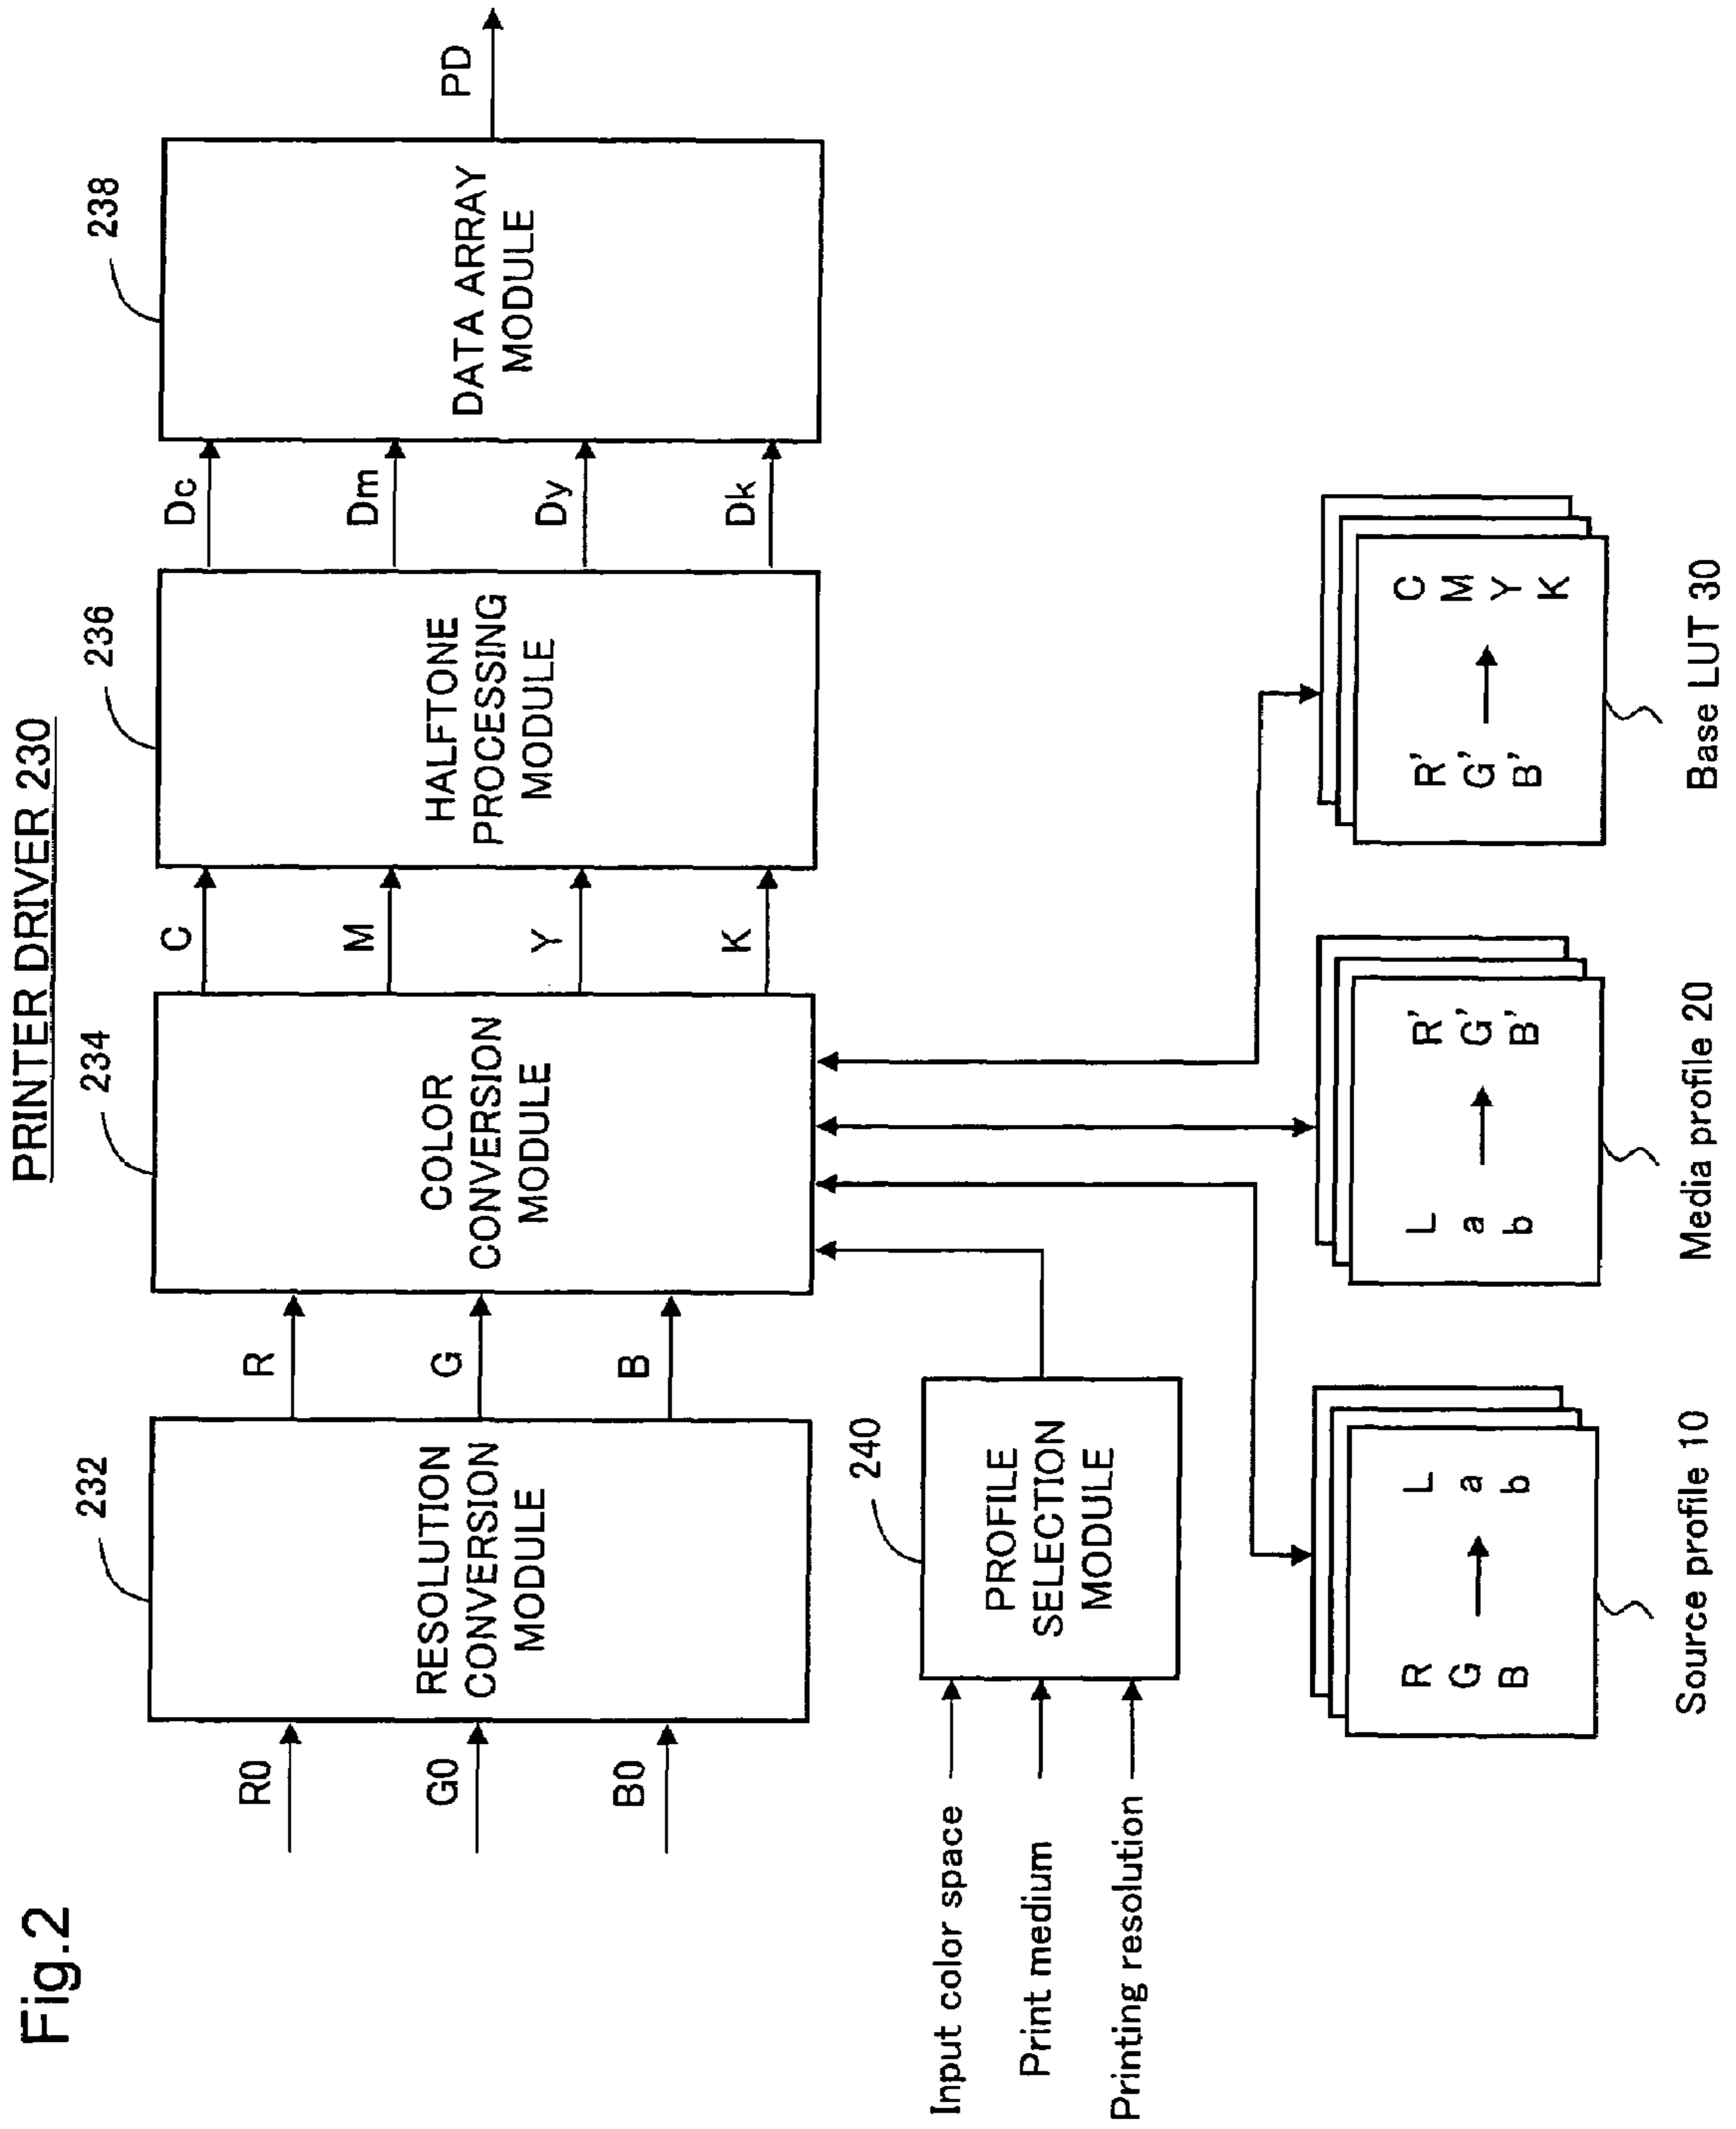 Fig.2
PRINTER DRIVER 230
232
234
236
238
R0
G0
B0
RESOLUTION
CONVERSION
MODULE
R
G
B
COLOR
CONVERSION
MODULE
C
M
Y
K
HALFTONE
PROCESSING
MODULE
Dc
Dm
Dy
Dk
DATA ARRAY
MODULE
PD
240
Input color space
Print medium
Printing resolution
PROFILE
SELECTION
MODULE
R L
G a
B b
Source profile 10
L R'
a G'
b B'
Media profile 20
R' C
G' M
B' Y
K
Base LUT 30